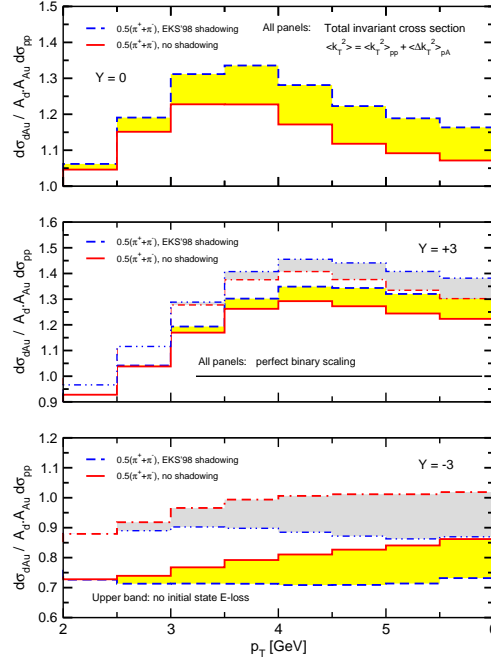 0.5(π⁺+π⁻), EKS'98 shadowing
0.5(π⁺+π⁻), no shadowing
All panels: Total invariant cross section
<k_T²> = <k_T²>_pp + <Δk_T²>_pA
Y = 0
dσ_dAu / A_d.A_Au dσ_pp
1.4
1.3
1.2
1.1
1.0
0.5(π⁺+π⁻), EKS'98 shadowing
0.5(π⁺+π⁻), no shadowing
Y = +3
dσ_dAu / A_d.A_Au dσ_pp
All panels: perfect binary scaling
1.6
1.5
1.4
1.3
1.2
1.1
1.0
0.9
0.5(π⁺+π⁻), EKS'98 shadowing
0.5(π⁺+π⁻), no shadowing
Y = -3
dσ_dAu / A_d.A_Au dσ_pp
Upper band: no initial state E-loss
1.2
1.1
1.0
0.9
0.8
0.7
0.6
2 3 4 5 6
p_T [GeV]